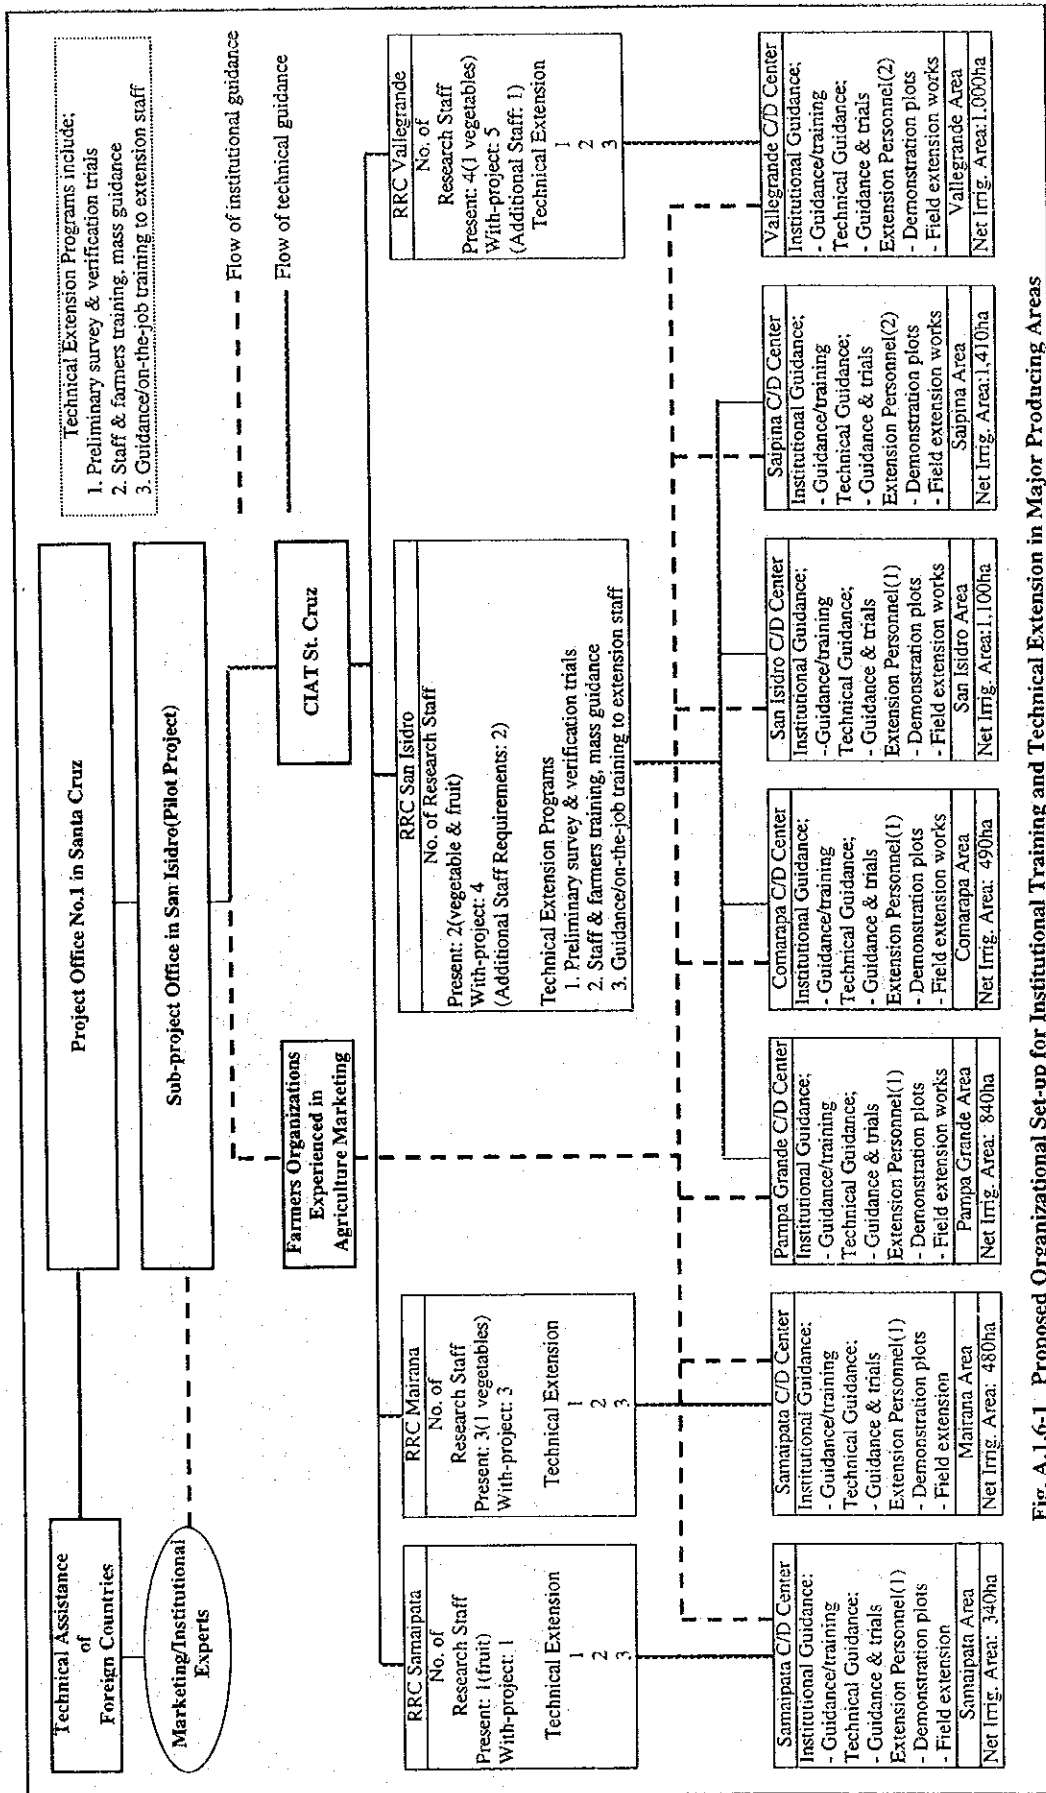 Technical Assistance
of
Foreign Countries
Marketing/Institutional
Experts
Project Office No.1 in Santa Cruz
Sub-project Office in San Isidro(Pilot Project)
Technical Extension Programs include;
1. Preliminary survey & verification trials
2. Staff & farmers training, mass guidance
3. Guidance/on-the-job training to extension staff
Flow of institutional guidance
Flow of technical guidance
Farmers Organizations
Experienced in
Agriculture Marketing
CIAT St. Cruz
RRC Samaipata
No. of
Research Staff
Present: 1(fruit)
With-project: 1
Technical Extension
1
2
3
RRC Mairana
No. of
Research Staff
Present: 3(1 vegetables)
With-project: 3
Technical Extension
1
2
3
RRC San Isidro
No. of Research Staff
Present: 2(vegetable & fruit)
With-project: 4
(Additional Staff Requirements: 2)
Technical Extension Programs
1. Preliminary survey & verification trials
2. Staff & farmers training, mass guidance
3. Guidance/on-the-job training to extension staff
RRC Vallegrande
No. of
Research Staff
Present: 4(1 vegetables)
With-project: 5
(Additional Staff: 1)
Technical Extension
1
2
3
Samaipata C/D Center
Institutional Guidance;
- Guidance/training
Technical Guidance;
- Guidance & trials
Extension Personnel(1)
- Demonstration plots
- Field extension
Samaipata Area
Net Irrig. Area: 340ha
Samaipata C/D Center
Institutional Guidance;
- Guidance/training
Technical Guidance;
- Guidance & trials
Extension Personnel(1)
- Demonstration plots
- Field extension
Mairana Area
Net Irrig. Area: 480ha
Pampa Grande C/D Center
Institutional Guidance;
- Guidance/training
Technical Guidance;
- Guidance & trials
Extension Personnel(1)
- Demonstration plots
- Field extension works
Pampa Grande Area
Net Irrig. Area: 840ha
Comarapa C/D Center
Institutional Guidance;
- Guidance/training
Technical Guidance;
- Guidance & trials
Extension Personnel(1)
- Demonstration plots
- Field extension works
Comarapa Area
Net Irrig. Area: 490ha
San Isidro C/D Center
Institutional Guidance;
- Guidance/training
Technical Guidance;
- Guidance & trials
Extension Personnel(1)
- Demonstration plots
- Field extension works
San Isidro Area
Net Irrig. Area:1,100ha
Saipina C/D Center
Institutional Guidance;
- Guidance/training
Technical Guidance;
- Guidance & trials
Extension Personnel(2)
- Demonstration plots
- Field extension works
Saipina Area
Net Irrig. Area:1,410ha
Vallegrande C/D Center
Institutional Guidance;
- Guidance/training
Technical Guidance;
- Guidance & trials
Extension Personnel(2)
- Demonstration plots
- Field extension works
Vallegrande Area
Net Irrig. Area:1,000ha
Fig. A.1.6-1 Proposed Organizational Set-up for Institutional Training and Technical Extension in Major Producing Areas